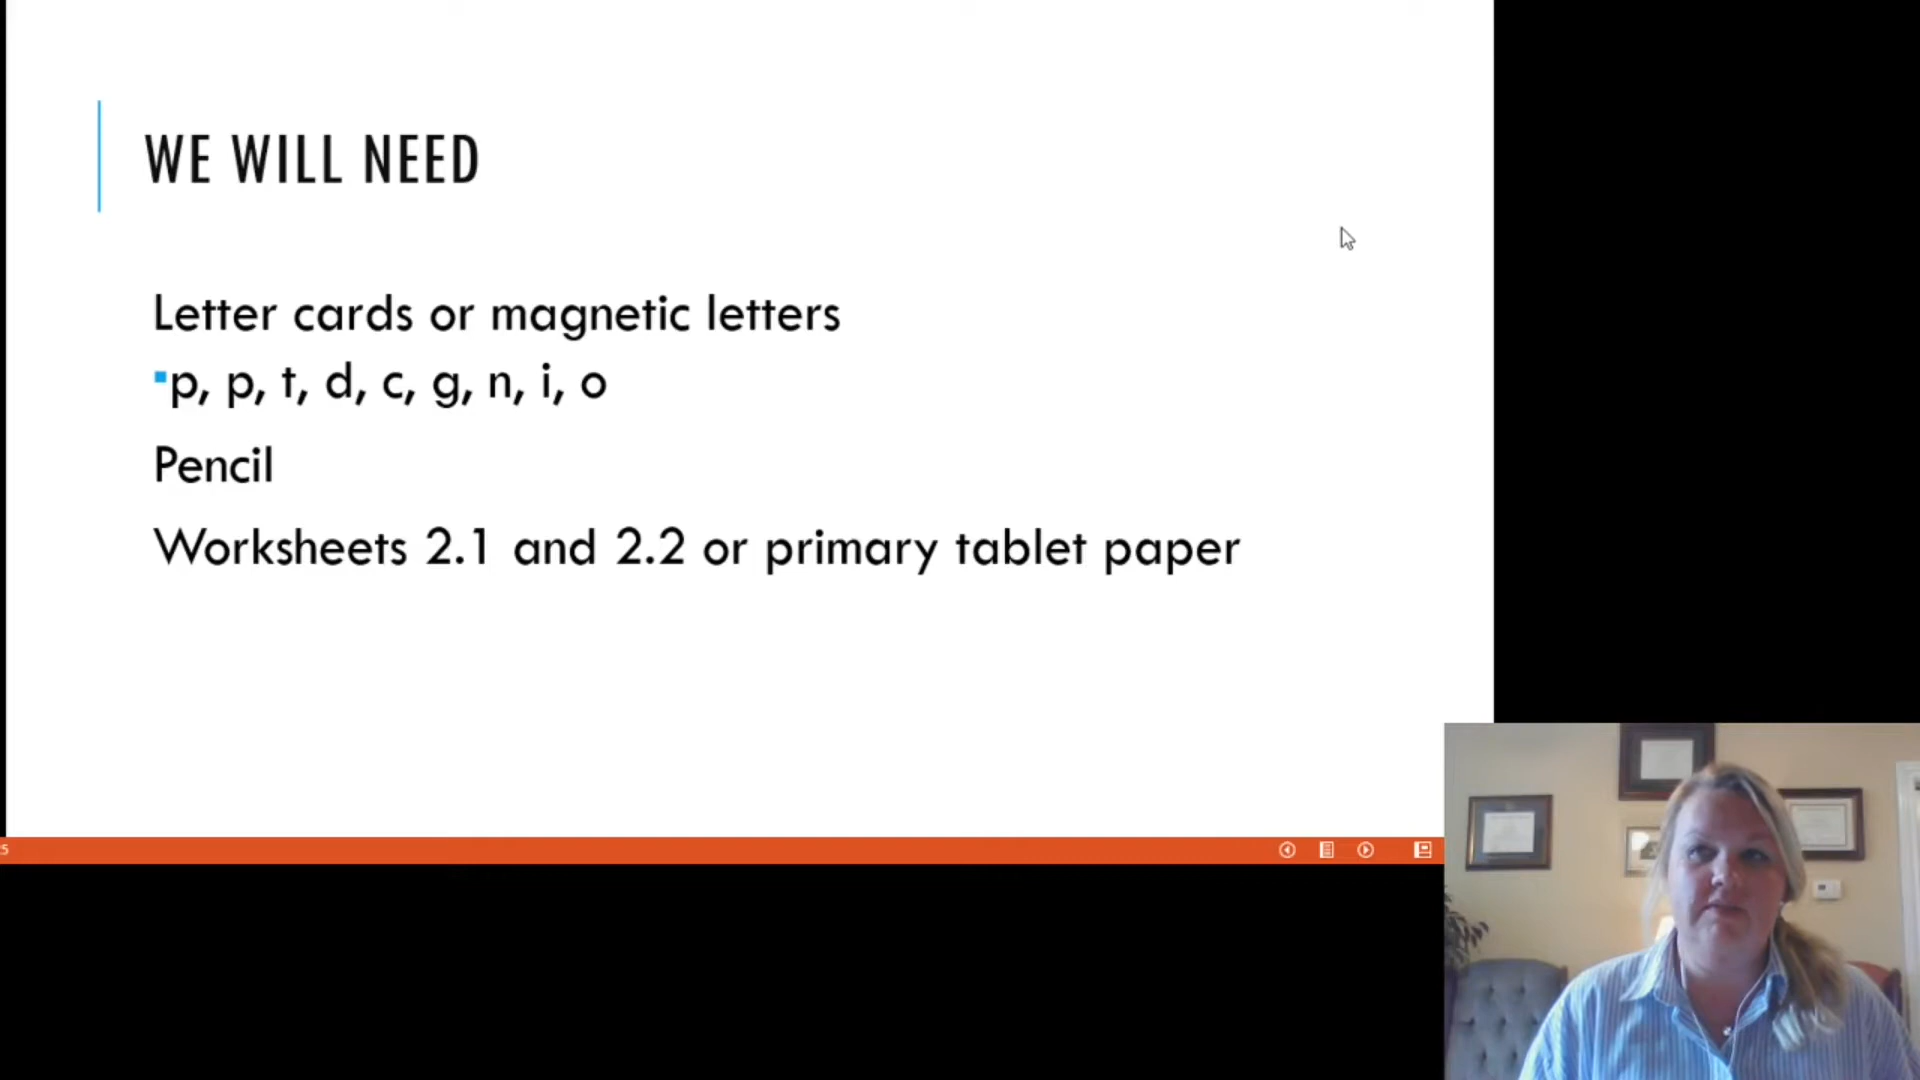 WE WILL NEED
Letter cards or magnetic letters
▪p, p, t, d, c, g, n, i, o
Pencil
Worksheets 2.1 and 2.2 or primary tablet paper